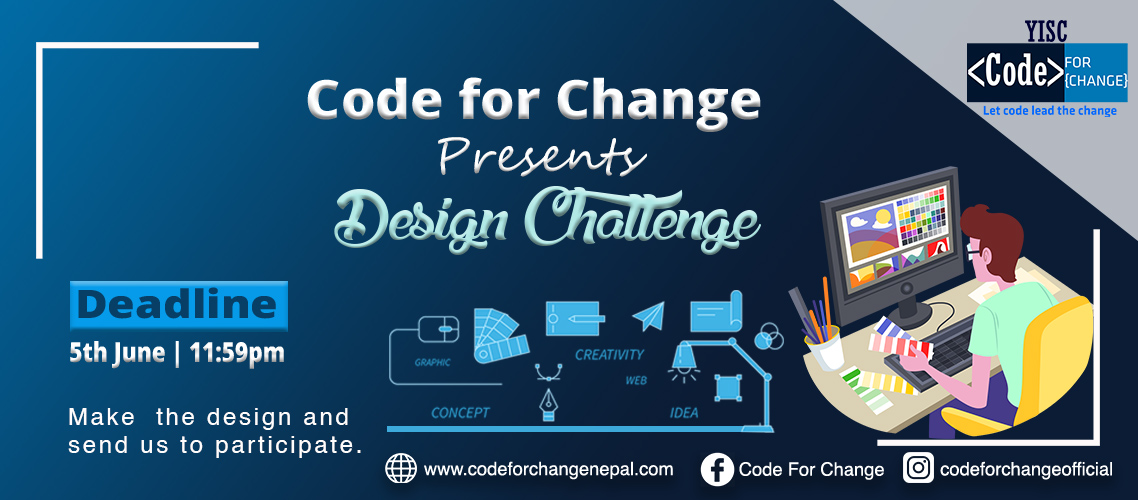 YISC
<Code>
FOR
{CHANGE}
Let code lead the change
Code for Change
Presents
Design Challenge
Deadline
5th June | 11:59pm
Make the design and
send us to participate.
GRAPHIC
CREATIVITY
WEB
CONCEPT
IDEA
www.codeforchangenepal.com
Code For Change
codeforchangeofficial